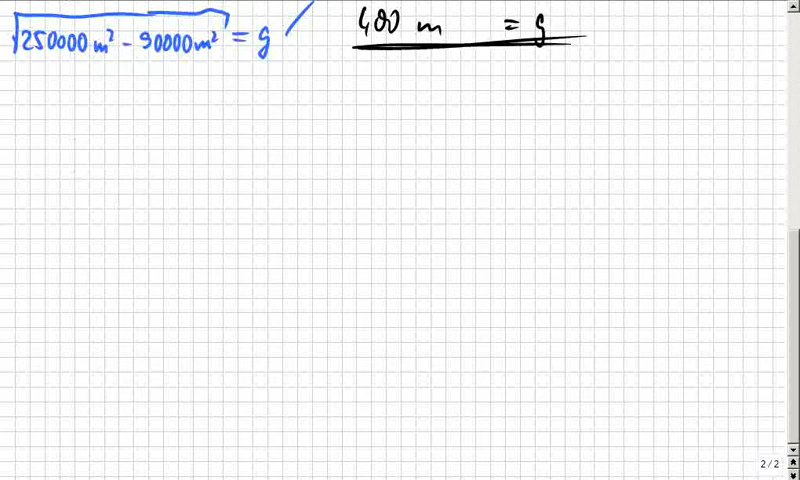 √250000 m² - 90000 m² = g
400 m = g
2/2